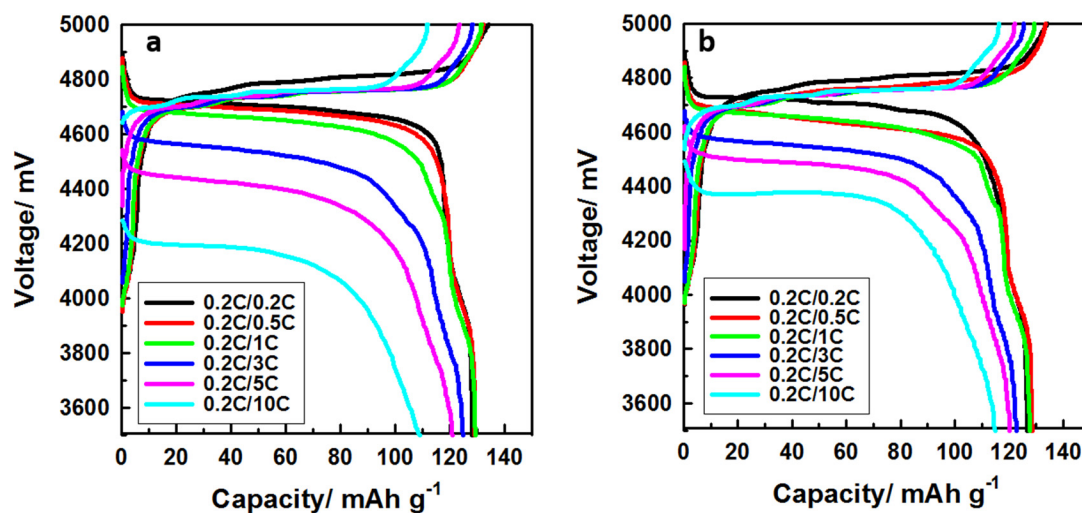 a
5000
4800
4600
4400
4200
4000
3800
3600
Voltage/ mV
0.2C/0.2C
0.2C/0.5C
0.2C/1C
0.2C/3C
0.2C/5C
0.2C/10C
0 20 40 60 80 100 120 140
Capacity/ mAh g⁻¹
b
5000
4800
4600
4400
4200
4000
3800
3600
Voltage/ mV
0.2C/0.2C
0.2C/0.5C
0.2C/1C
0.2C/3C
0.2C/5C
0.2C/10C
0 20 40 60 80 100 120 140
Capacity/ mAh g⁻¹